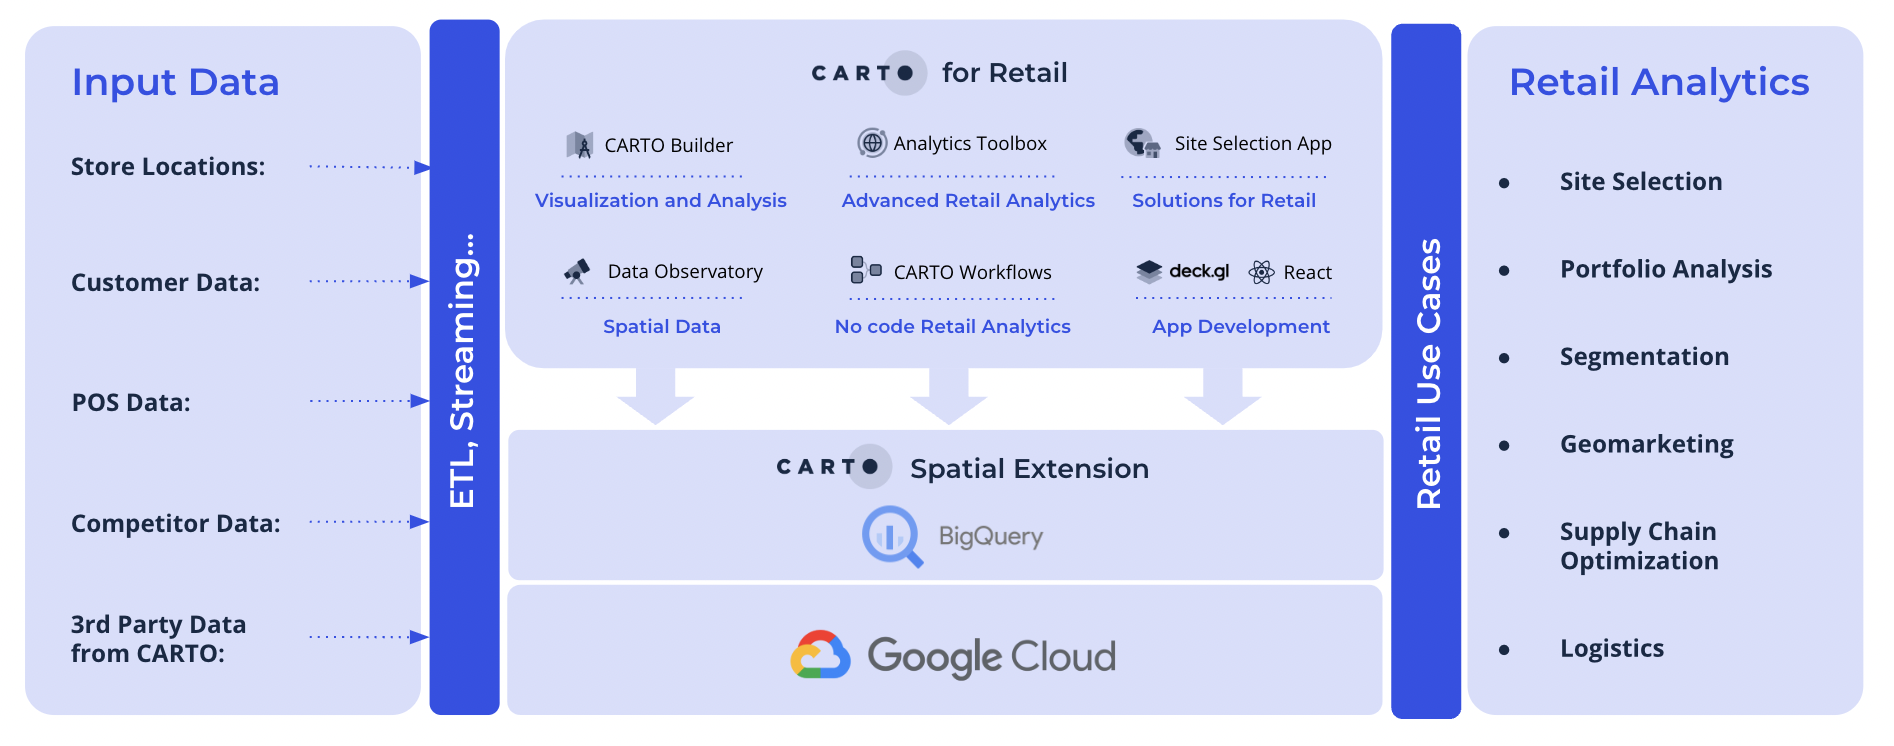 Input Data
Store Locations:
Customer Data:
POS Data:
Competitor Data:
3rd Party Data
from CARTO:
ETL, Streaming...
CARTO for Retail
CARTO Builder
Visualization and Analysis
Analytics Toolbox
Advanced Retail Analytics
Site Selection App
Solutions for Retail
Data Observatory
Spatial Data
CARTO Workflows
No code Retail Analytics
deck.gl React
App Development
CARTO Spatial Extension
BigQuery
Google Cloud
Retail Use Cases
Retail Analytics
● Site Selection
● Portfolio Analysis
● Segmentation
● Geomarketing
● Supply Chain
Optimization
● Logistics